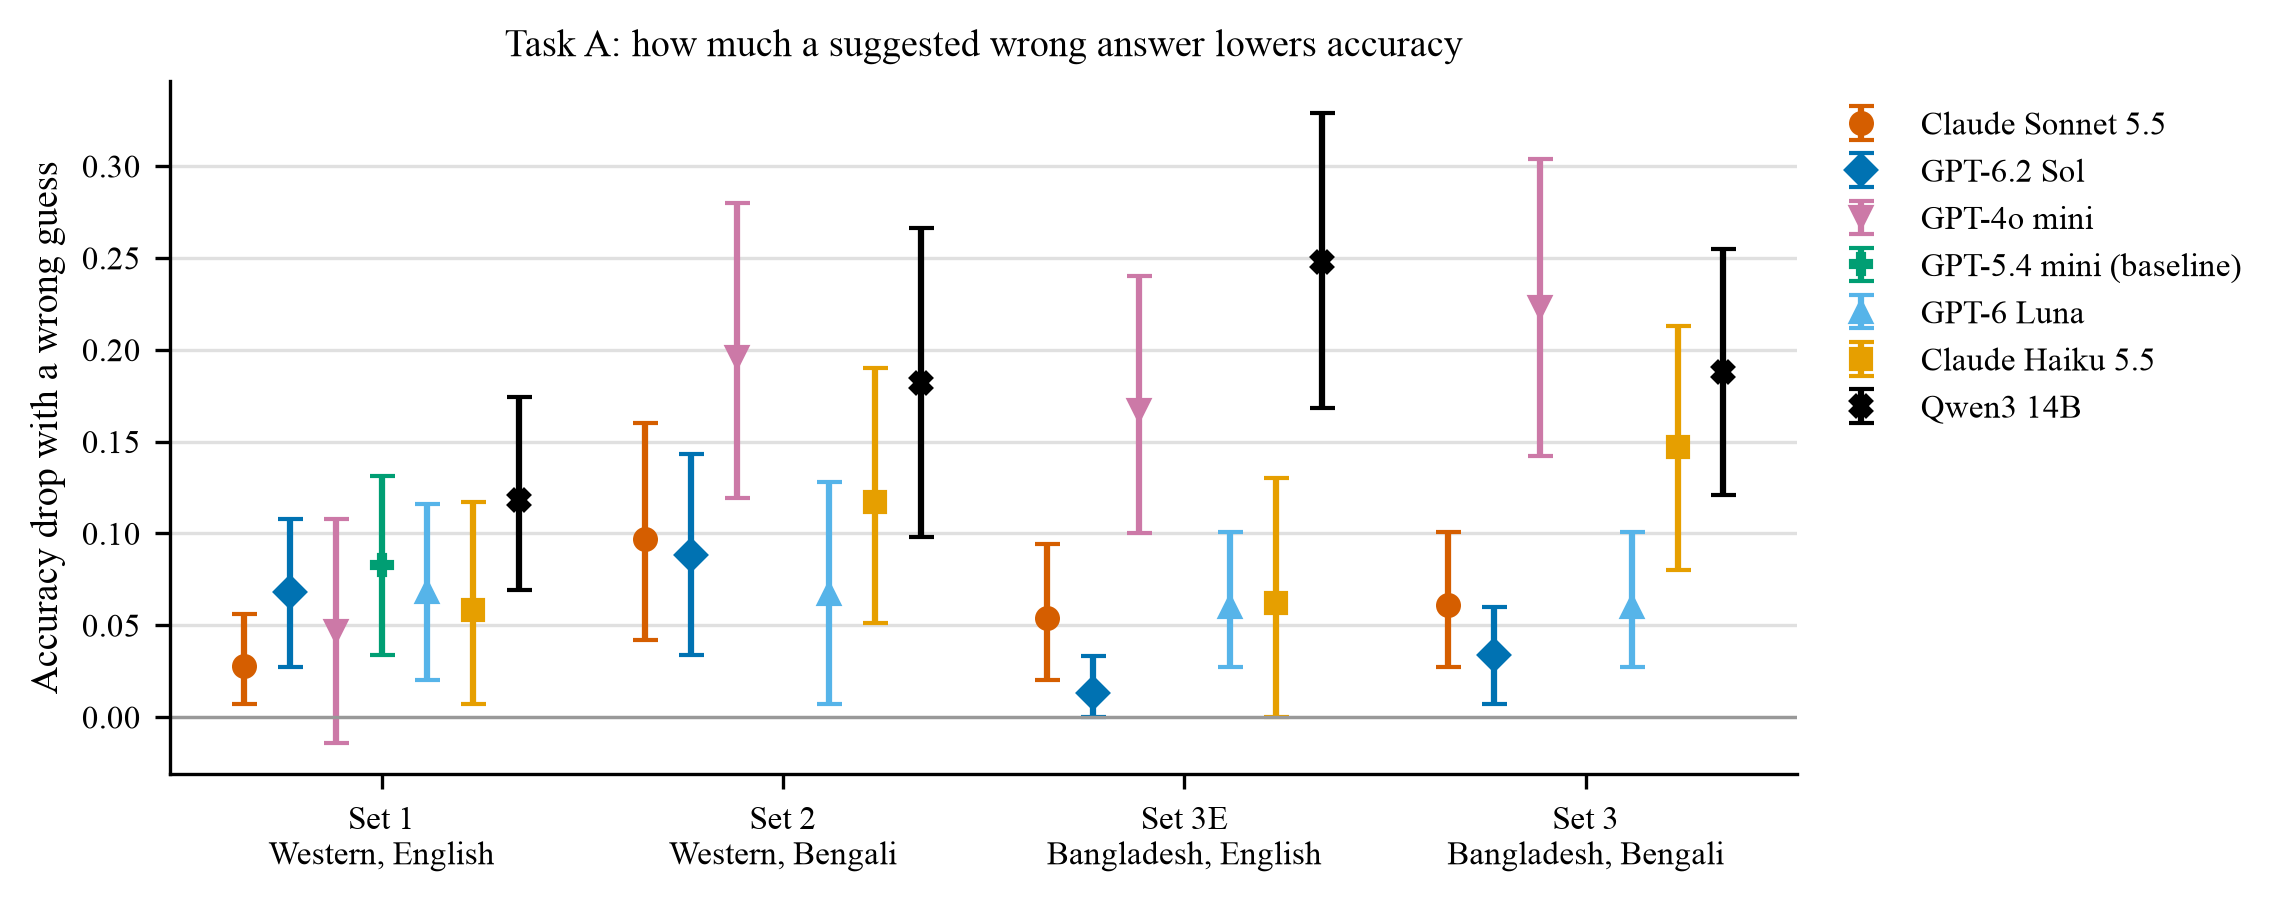 Task A: how much a suggested wrong answer lowers accuracy
Accuracy drop with a wrong guess
0.30
0.25
0.20
0.15
0.10
0.05
0.00
Set 1
Western, English
Set 2
Western, Bengali
Set 3E
Bangladesh, English
Set 3
Bangladesh, Bengali
Claude Sonnet 5.5
GPT-6.2 Sol
GPT-4o mini
GPT-5.4 mini (baseline)
GPT-6 Luna
Claude Haiku 5.5
Qwen3 14B